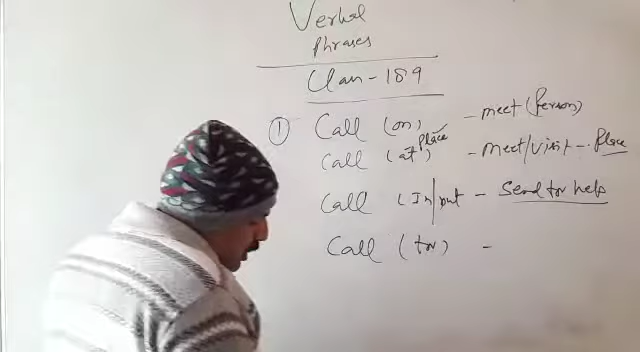 Verbal
Phrases
Class - 189
① Call (on) - meet (Person)
place
Call (at) - meet/visit - Place
Call (In/out - Send for help
Call (for) -